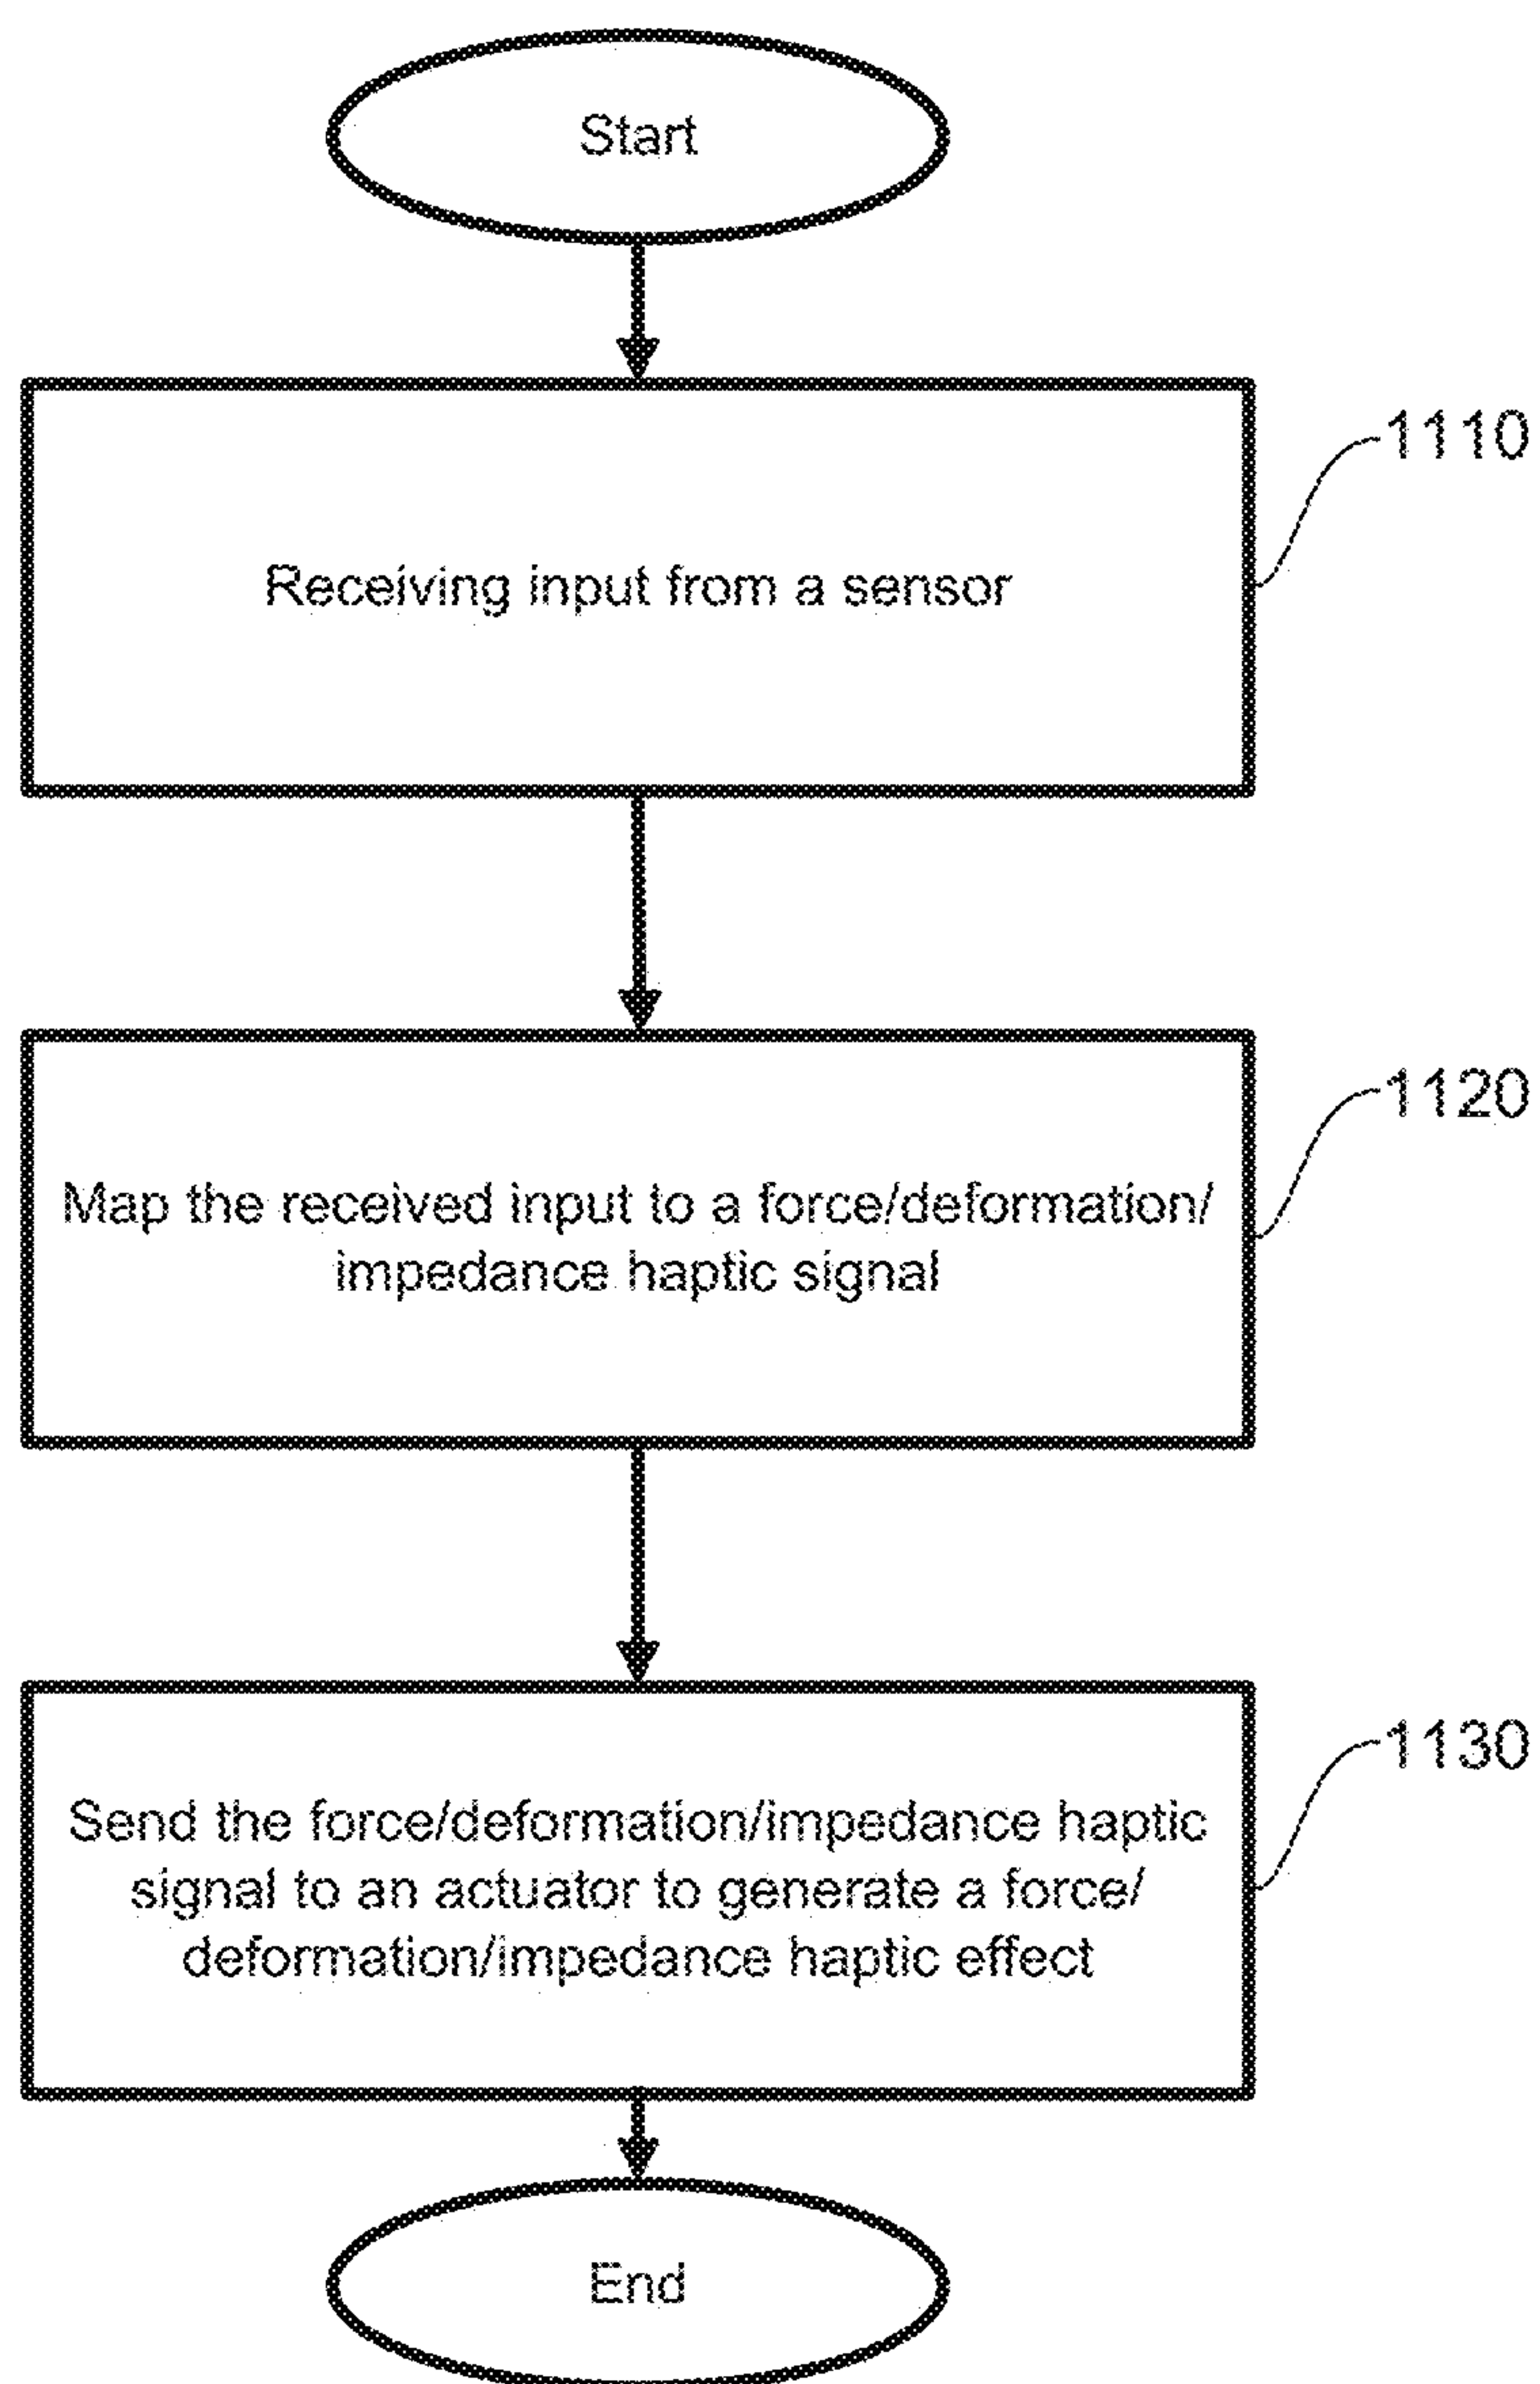 Start
1110
Receiving input from a sensor
1120
Map the received input to a force/deformation/
impedance haptic signal
1130
Send the force/deformation/impedance haptic
signal to an actuator to generate a force/
deformation/impedance haptic effect
End